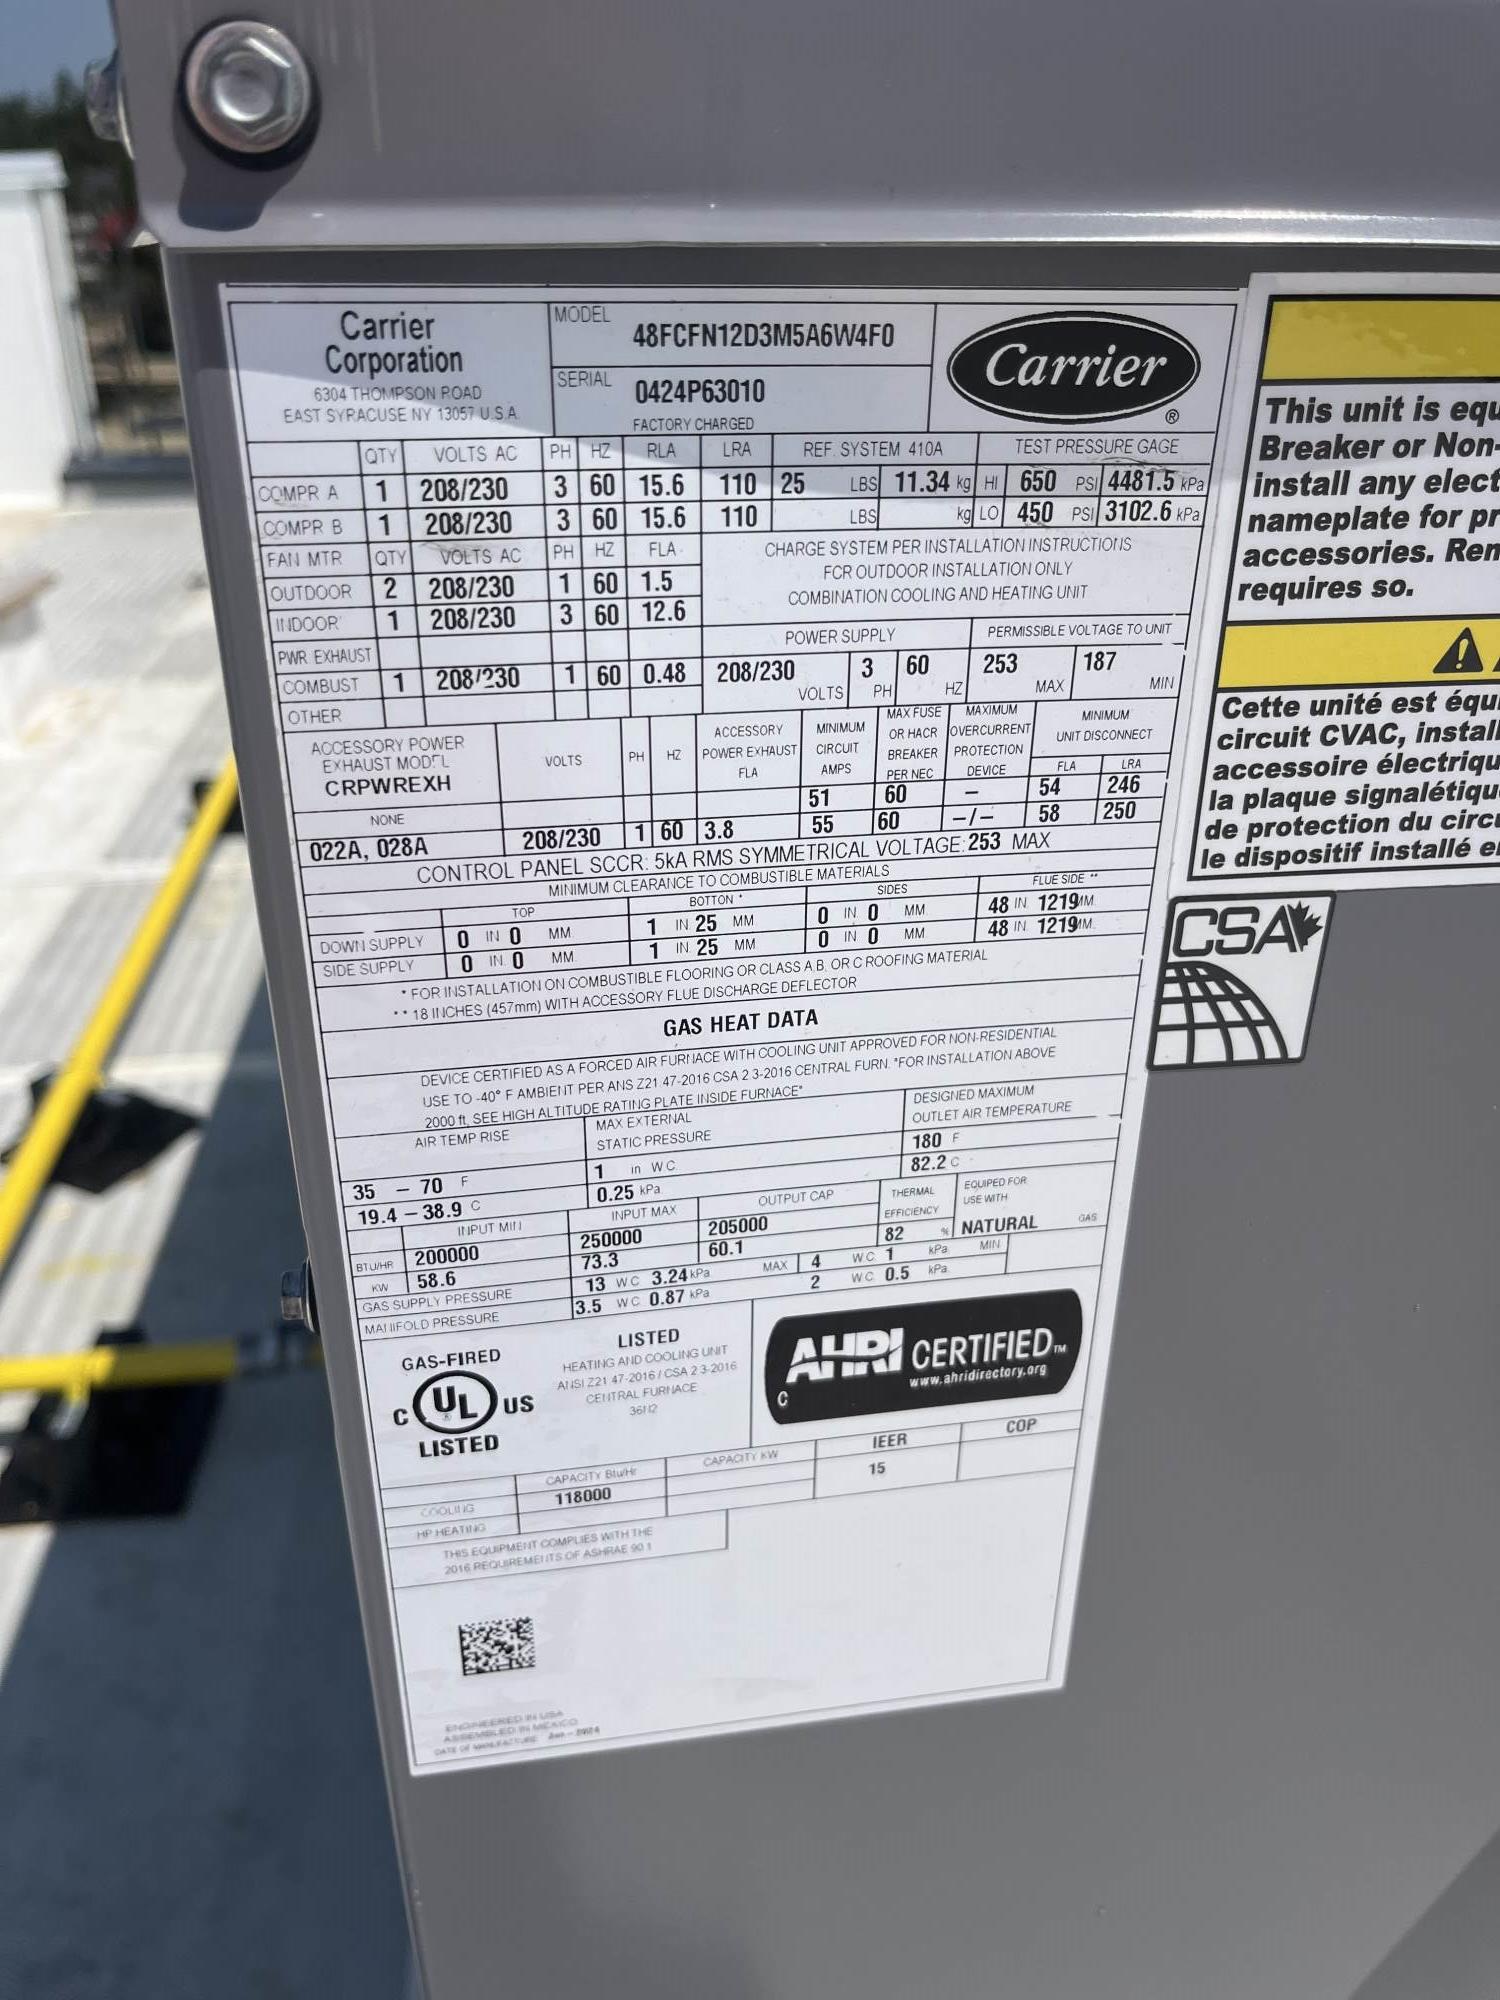 Carrier
Corporation
6304 THOMPSON ROAD
EAST SYRACUSE NY 13057 U.S.A.
MODEL 48FCFN12D3M5A6W4F0
SERIAL 0424P63010
FACTORY CHARGED
Carrier ®
QTY VOLTS AC PH HZ RLA LRA REF. SYSTEM 410A TEST PRESSURE GAGE
COMPR A 1 208/230 3 60 15.6 110 25 LBS 11.34 kg HI 650 PSI 4481.5 kPa
COMPR B 1 208/230 3 60 15.6 110 LBS kg LO 450 PSI 3102.6 kPa
FAN MTR QTY VOLTS AC PH HZ FLA
OUTDOOR 2 208/230 1 60 1.5
INDOOR 1 208/230 3 60 12.6
PWR EXHAUST
COMBUST 1 208/230 1 60 0.48
OTHER
CHARGE SYSTEM PER INSTALLATION INSTRUCTIONS
FOR OUTDOOR INSTALLATION ONLY
COMBINATION COOLING AND HEATING UNIT
POWER SUPPLY PERMISSIBLE VOLTAGE TO UNIT
208/230 VOLTS 3 PH 60 HZ 253 MAX 187 MIN
ACCESSORY POWER
EXHAUST MODEL
CRPWREXH
VOLTS PH HZ
ACCESSORY
POWER EXHAUST
FLA
MINIMUM
CIRCUIT
AMPS
MAX FUSE
OR HACR
BREAKER
PER NEC
MAXIMUM
OVERCURRENT
PROTECTION
DEVICE
MINIMUM
UNIT DISCONNECT
FLA LRA
NONE 51 60 – 54 246
022A, 028A 208/230 1 60 3.8 55 60 –/– 58 250
CONTROL PANEL SCCR: 5kA RMS SYMMETRICAL VOLTAGE: 253 MAX
MINIMUM CLEARANCE TO COMBUSTIBLE MATERIALS
TOP BOTTON * SIDES FLUE SIDE **
DOWN SUPPLY 0 IN 0 MM 1 IN 25 MM 0 IN 0 MM 48 IN 1219MM.
SIDE SUPPLY 0 IN. 0 MM. 1 IN 25 MM 0 IN 0 MM 48 IN 1219MM.
* FOR INSTALLATION ON COMBUSTIBLE FLOORING OR CLASS A,B, OR C ROOFING MATERIAL
** 18 INCHES (457mm) WITH ACCESSORY FLUE DISCHARGE DEFLECTOR
GAS HEAT DATA
DEVICE CERTIFIED AS A FORCED AIR FURNACE WITH COOLING UNIT APPROVED FOR NON-RESIDENTIAL
USE TO -40° F AMBIENT PER ANS Z21 47-2016 CSA 2 3-2016 CENTRAL FURN. "FOR INSTALLATION ABOVE
2000 ft, SEE HIGH ALTITUDE RATING PLATE INSIDE FURNACE"
AIR TEMP RISE
35 – 70 F
19.4 – 38.9 C
MAX EXTERNAL
STATIC PRESSURE
1 in W C
0.25 kPa
DESIGNED MAXIMUM
OUTLET AIR TEMPERATURE
180 F
82.2 C
INPUT MIN INPUT MAX OUTPUT CAP
THERMAL
EFFICIENCY
EQUIPED FOR
USE WITH
BTU/HR 200000 250000 205000 82 % NATURAL GAS
KW 58.6 73.3 60.1
GAS SUPPLY PRESSURE 13 W C 3.24 kPa MAX 4 W C 1 kPa MIN
MANIFOLD PRESSURE 3.5 W C 0.87 kPa 2 W C 0.5 kPa
GAS-FIRED
C UL ® US
LISTED
LISTED
HEATING AND COOLING UNIT
ANSI Z21 47-2016 / CSA 2 3-2016
CENTRAL FURNACE
36N2
C AHRI CERTIFIED™
www.ahridirectory.org
CAPACITY Btu/Hr CAPACITY KW IEER COP
COOLING 118000 15
HP HEATING
THIS EQUIPMENT COMPLIES WITH THE
2016 REQUIREMENTS OF ASHRAE 90.1
ENGINEERED IN USA
ASSEMBLED IN MEXICO
DATE OF MANUFACTURE:
This unit is equ
Breaker or Non-
install any elect
nameplate for pr
accessories. Ren
requires so.
Cette unité est équi
circuit CVAC, install
accessoire électriqu
la plaque signalétiqu
de protection du circu
le dispositif installé e
CSA